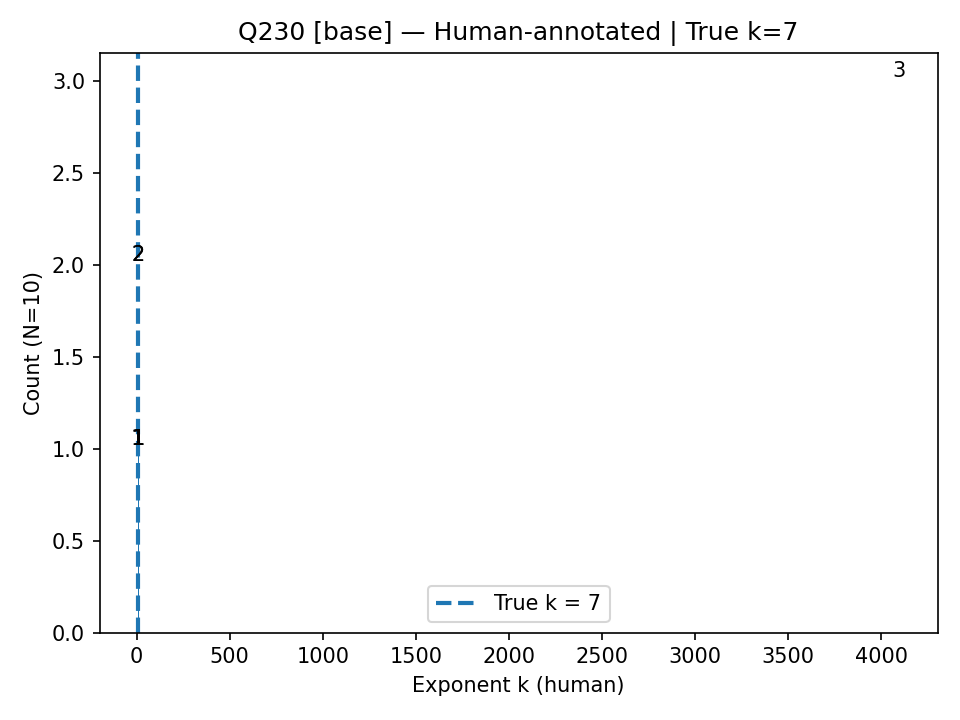 Q230 [base] — Human-annotated | True k=7
3
3.0
2.5
2
2.0
1.5
1
1.0
0.5
0.0
Count (N=10)
True k = 7
0 500 1000 1500 2000 2500 3000 3500 4000
Exponent k (human)